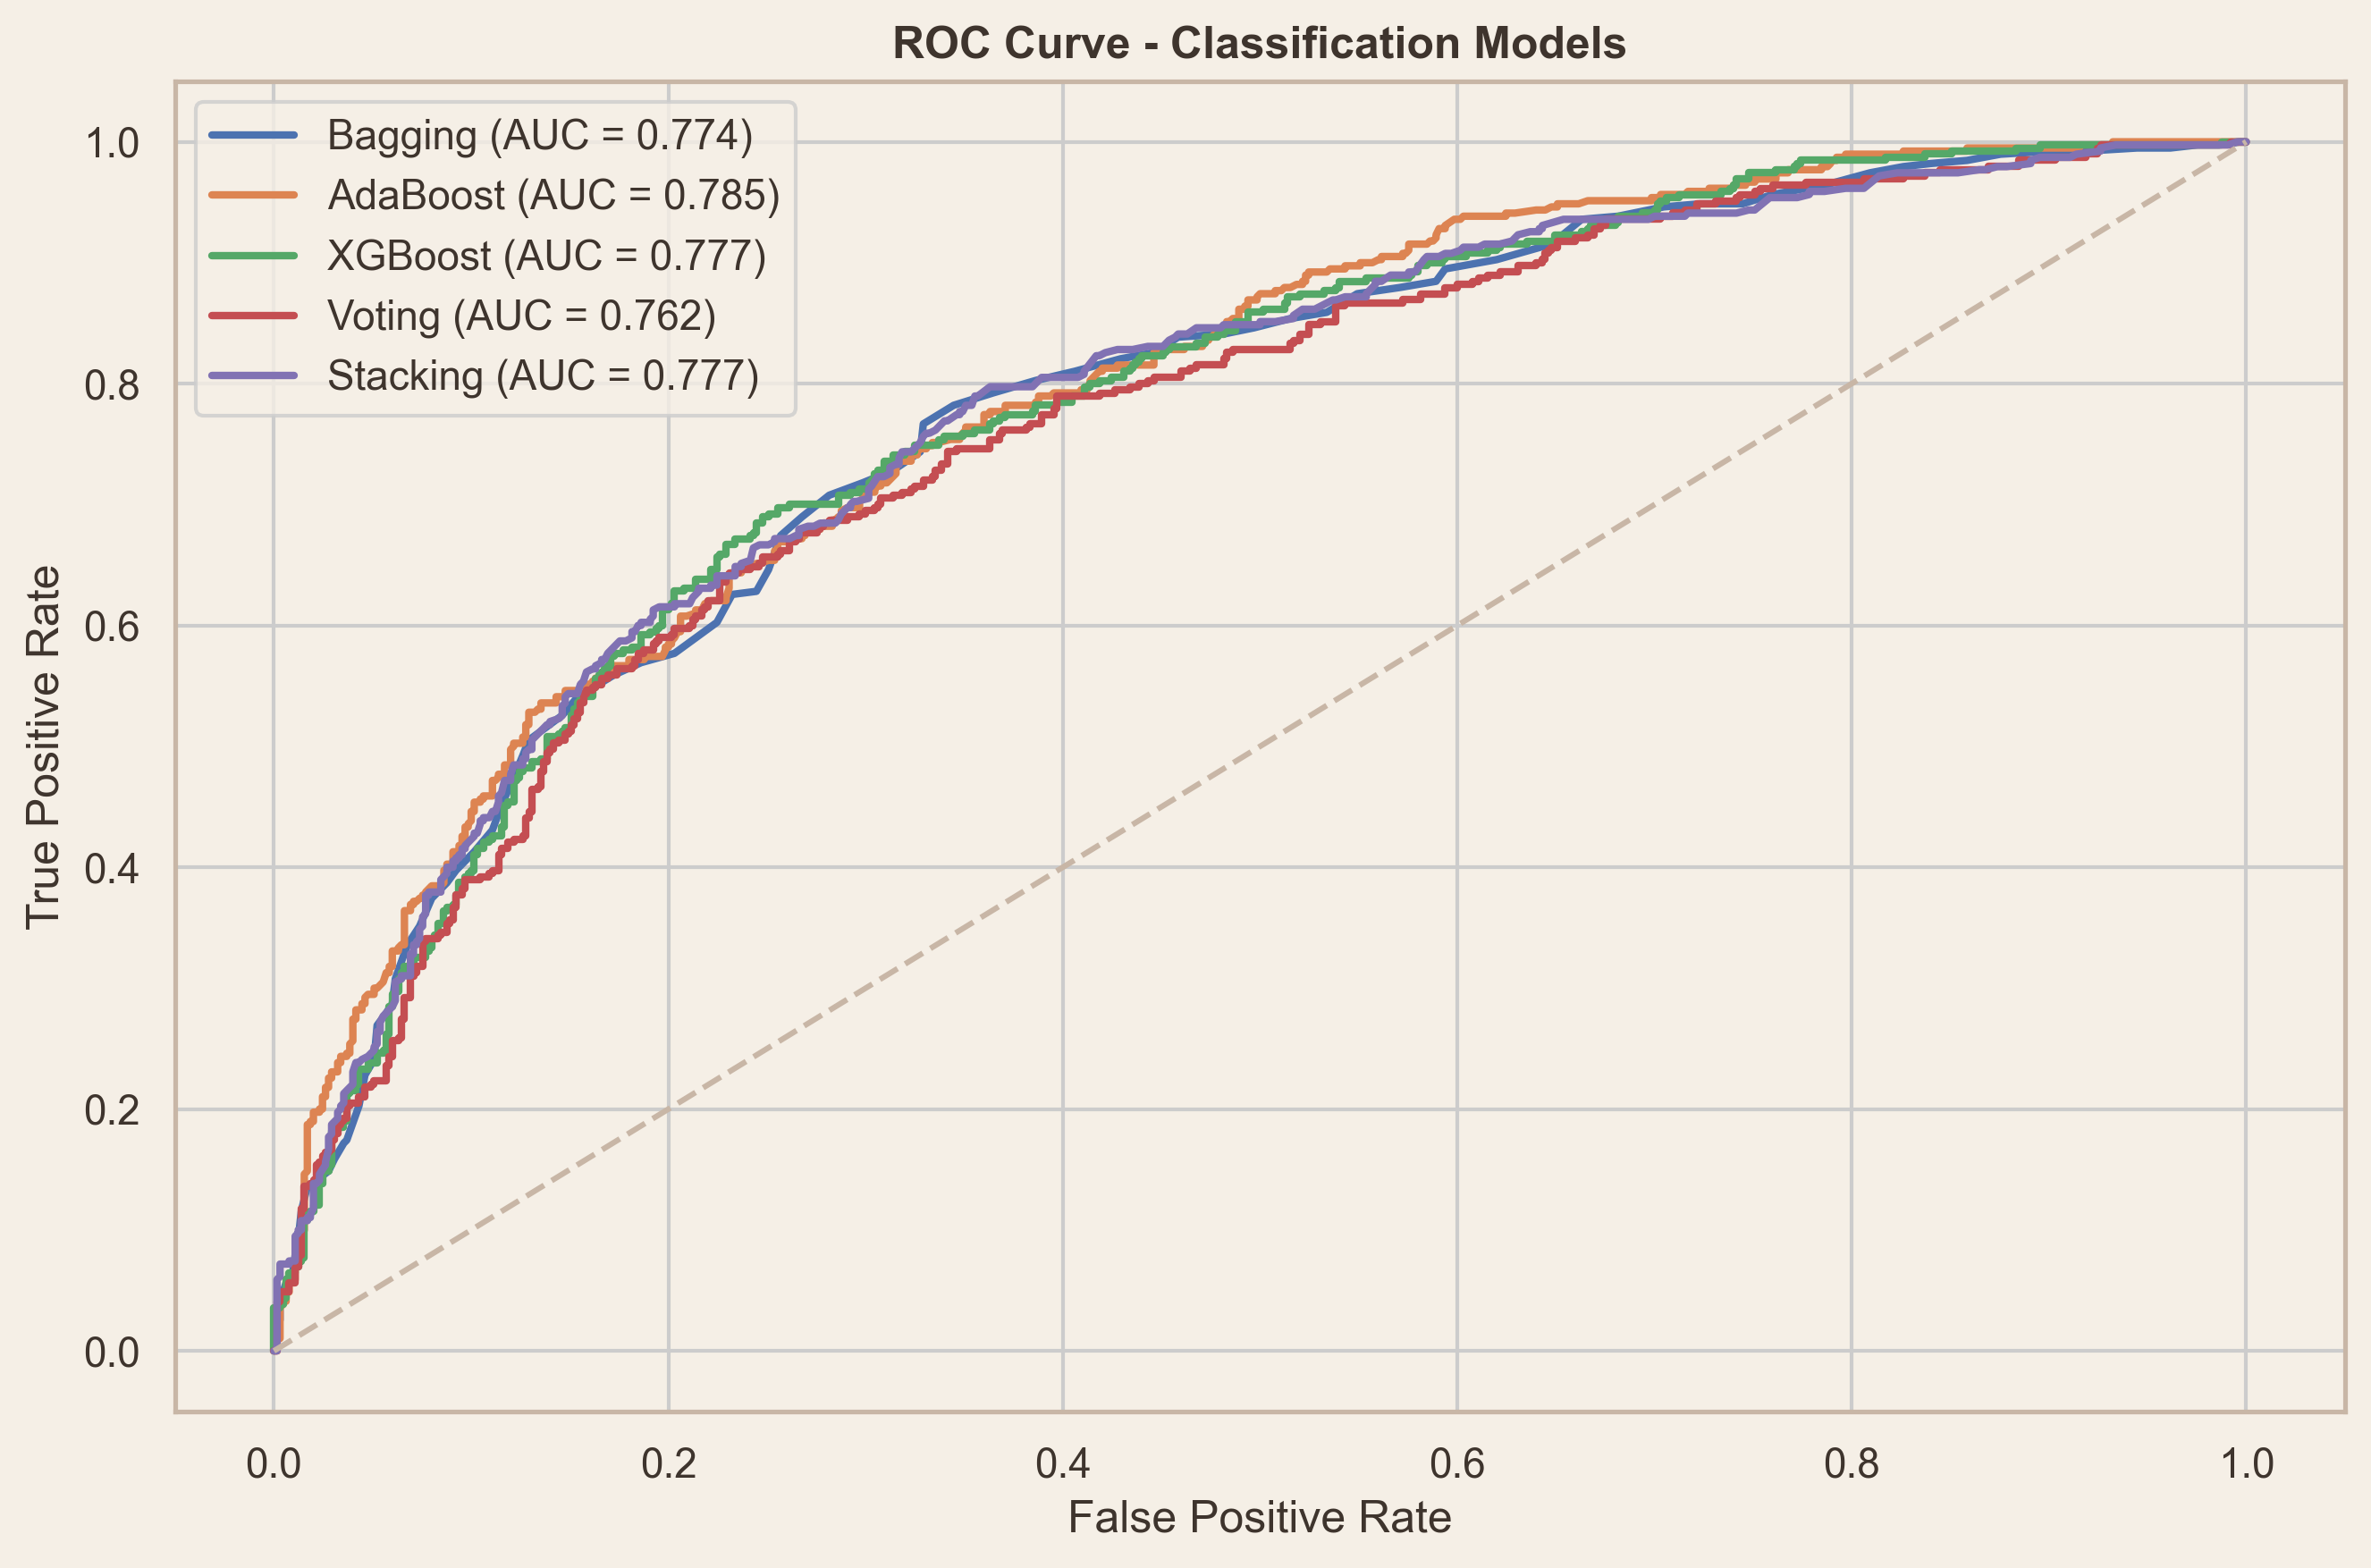 ROC Curve - Classification Models
Bagging (AUC = 0.774)
AdaBoost (AUC = 0.785)
XGBoost (AUC = 0.777)
Voting (AUC = 0.762)
Stacking (AUC = 0.777)
True Positive Rate
1.0
0.8
0.6
0.4
0.2
0.0
0.0 0.2 0.4 0.6 0.8 1.0
False Positive Rate